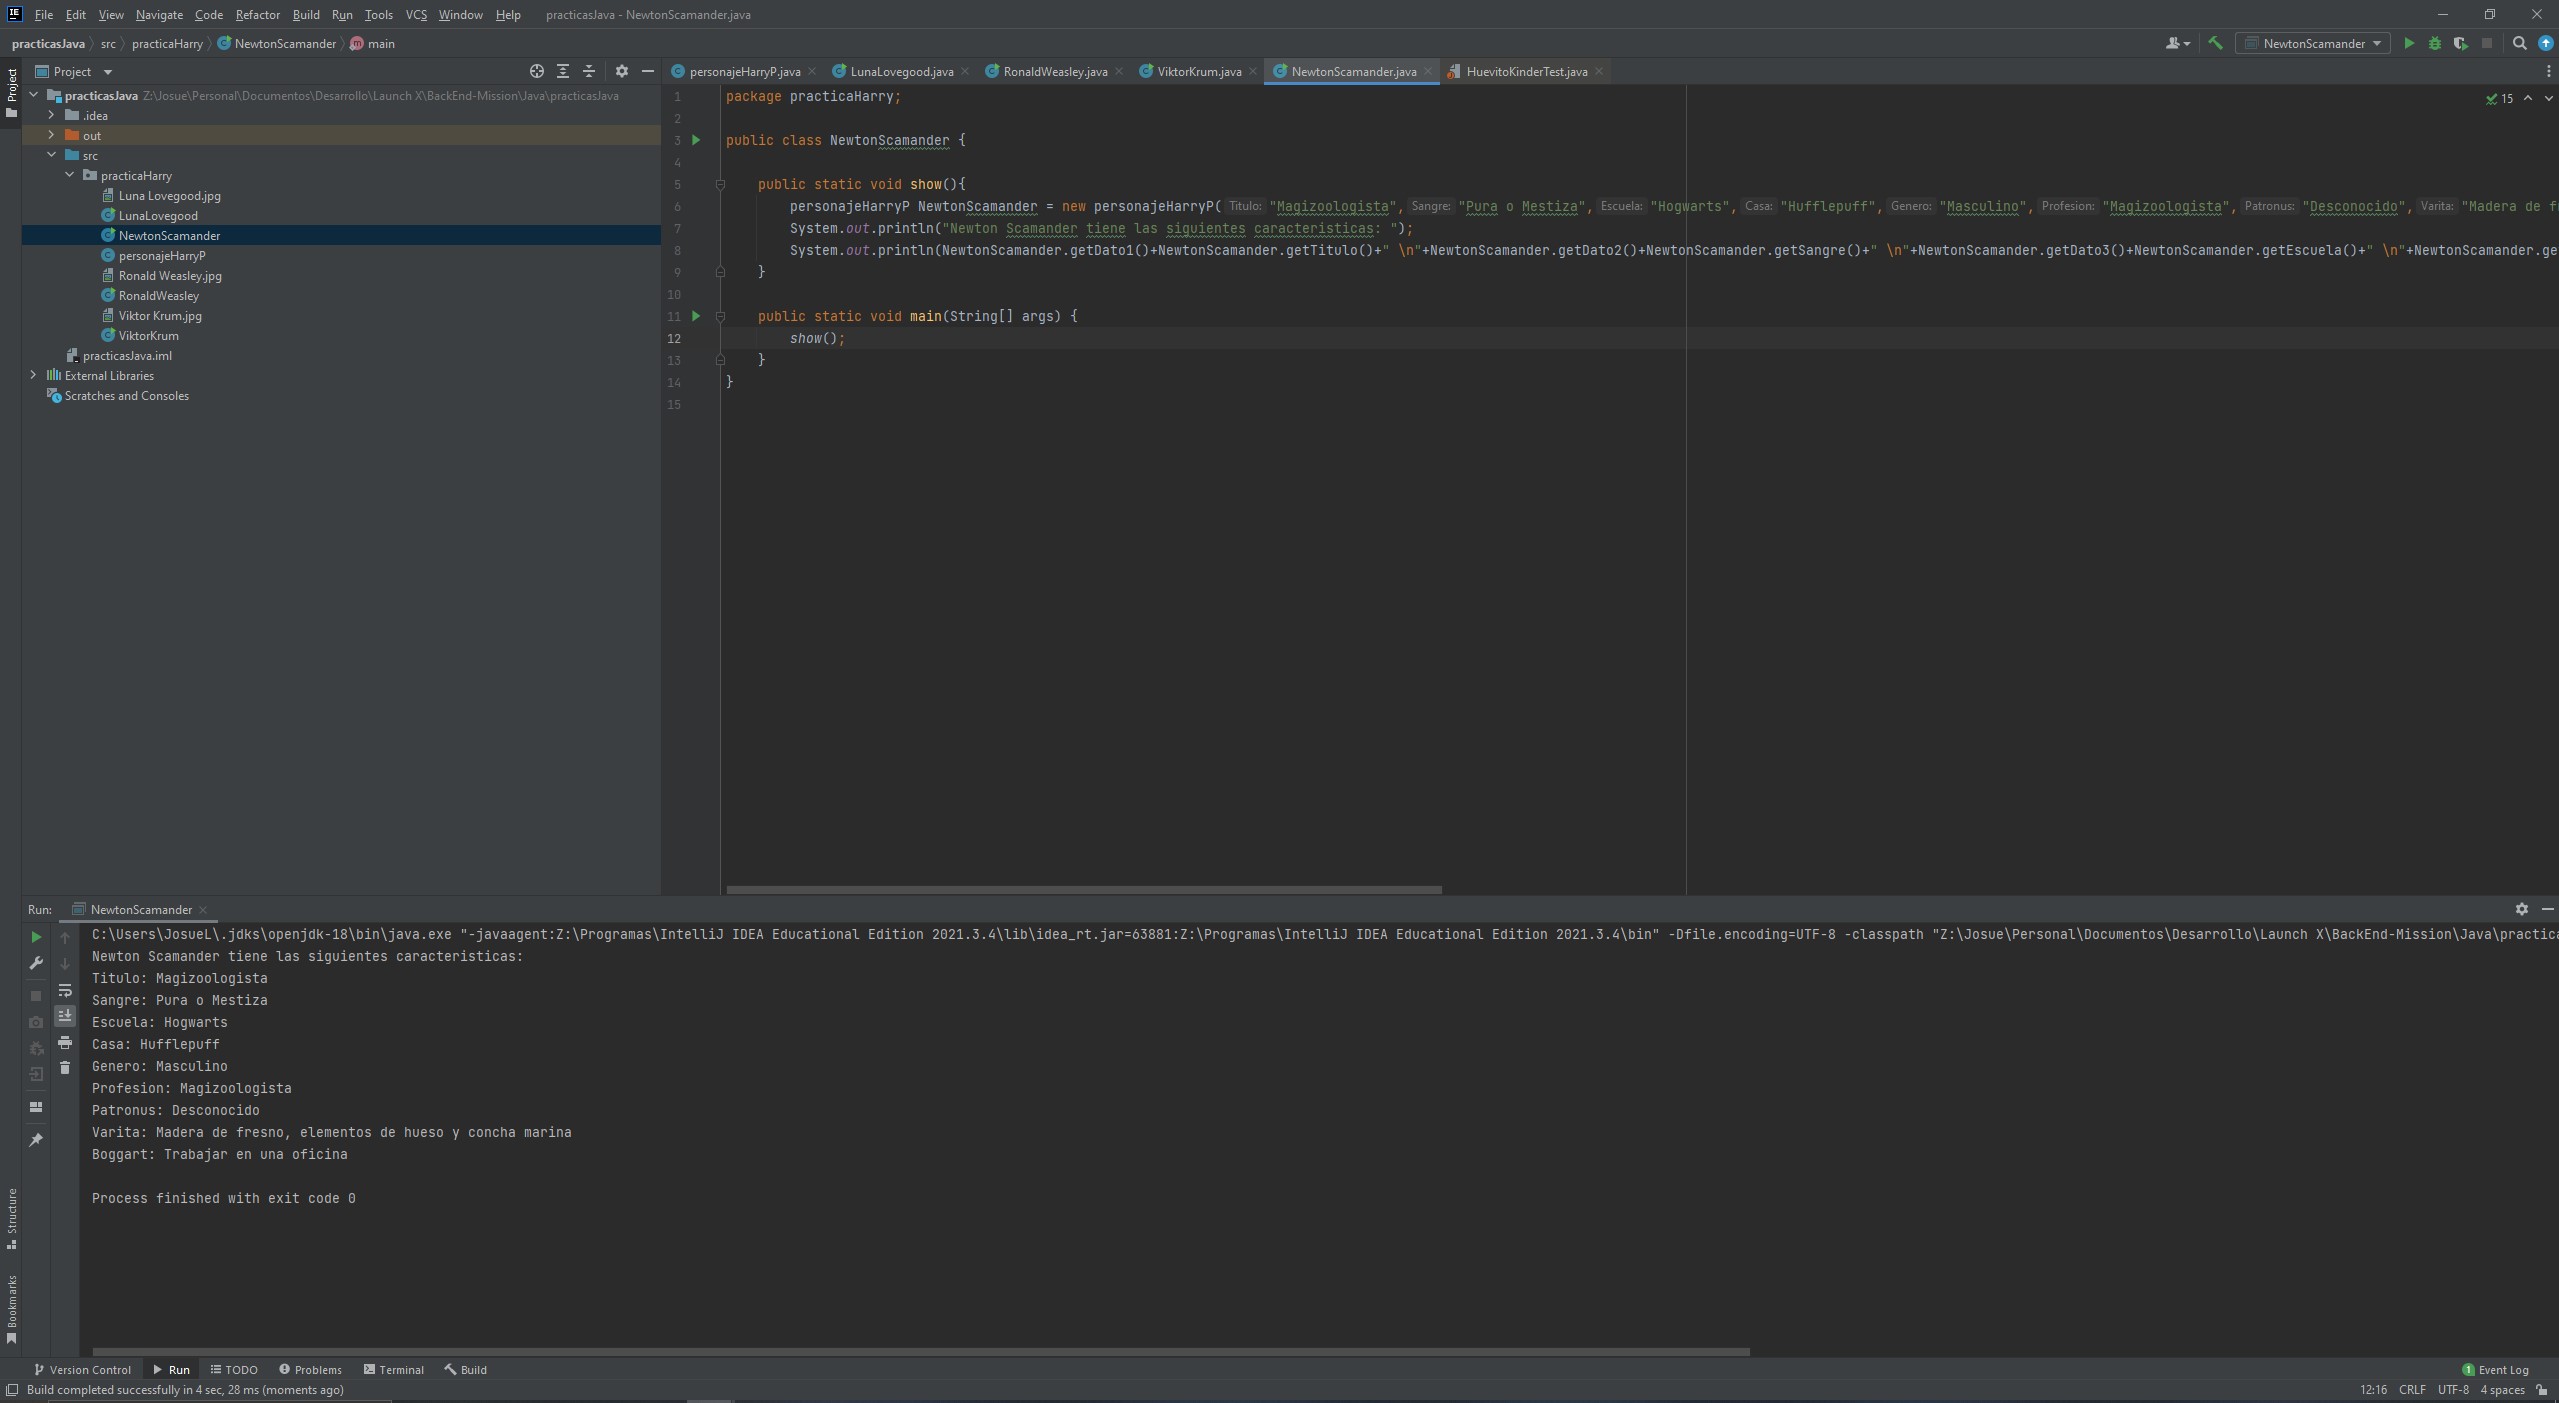 File Edit View Navigate Code Refactor Build Run Tools VCS Window Help practicasJava - NewtonScamander.java
practicasJava src practicaHarry NewtonScamander main NewtonScamander
Project personajeHarryP.java LunaLovegood.java RonaldWeasley.java ViktorKrum.java NewtonScamander.java HuevitoKinderTest.java
Project
practicasJava Z:\Josue\Personal\Documentos\Desarrollo\Launch X\BackEnd-Mission\Java\practicasJava
.idea
out
src
practicaHarry
Luna Lovegood.jpg
LunaLovegood
NewtonScamander
personajeHarryP
Ronald Weasley.jpg
RonaldWeasley
Viktor Krum.jpg
ViktorKrum
practicasJava.iml
External Libraries
Scratches and Consoles
15
1 package practicaHarry;
2
3 public class NewtonScamander {
4
5 public static void show(){
6 personajeHarryP NewtonScamander = new personajeHarryP( Titulo: "Magizoologista", Sangre: "Pura o Mestiza", Escuela: "Hogwarts", Casa: "Hufflepuff", Genero: "Masculino", Profesion: "Magizoologista", Patronus: "Desconocido", Varita: "Madera de fr
7 System.out.println("Newton Scamander tiene las siguientes caracteristicas: ");
8 System.out.println(NewtonScamander.getDato1()+NewtonScamander.getTitulo()+" \n"+NewtonScamander.getDato2()+NewtonScamander.getSangre()+" \n"+NewtonScamander.getDato3()+NewtonScamander.getEscuela()+" \n"+NewtonScamander.ge
9 }
10
11 public static void main(String[] args) {
12 show();
13 }
14 }
15
Run: NewtonScamander
C:\Users\JosueL\.jdks\openjdk-18\bin\java.exe "-javaagent:Z:\Programas\IntelliJ IDEA Educational Edition 2021.3.4\lib\idea_rt.jar=63881:Z:\Programas\IntelliJ IDEA Educational Edition 2021.3.4\bin" -Dfile.encoding=UTF-8 -classpath "Z:\Josue\Personal\Documentos\Desarrollo\Launch X\BackEnd-Mission\Java\practica
Newton Scamander tiene las siguientes caracteristicas:
Titulo: Magizoologista
Sangre: Pura o Mestiza
Escuela: Hogwarts
Casa: Hufflepuff
Genero: Masculino
Profesion: Magizoologista
Patronus: Desconocido
Varita: Madera de fresno, elementos de hueso y concha marina
Boggart: Trabajar en una oficina
Process finished with exit code 0
Structure
Bookmarks
Version Control Run TODO Problems Terminal Build 1 Event Log
Build completed successfully in 4 sec, 28 ms (moments ago) 12:16 CRLF UTF-8 4 spaces